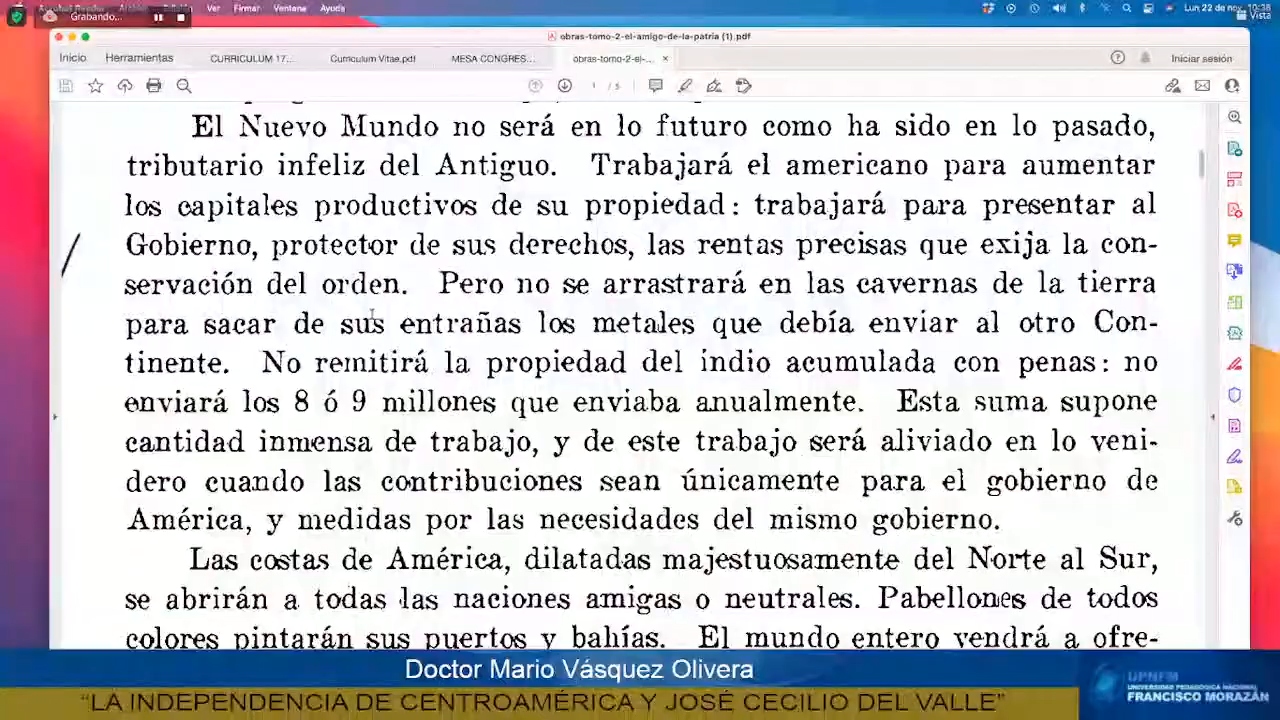 Ver Firmar Ventana Ayuda
Lun 22 de nov. 10:38
Grabando...
Vista
obras-tomo-2-el-amigo-de-la-patria (1).pdf
Inicio Herramientas CURRICULUM 17... Curriculum Vitae.pdf MESA CONGRES... obras-tomo-2-el-... × Iniciar sesión
1 / 5
El Nuevo Mundo no será en lo futuro como ha sido en lo pasado,
tributario infeliz del Antiguo. Trabajará el americano para aumentar
los capitales productivos de su propiedad: trabajará para presentar al
Gobierno, protector de sus derechos, las rentas precisas que exija la con-
servación del orden. Pero no se arrastrará en las cavernas de la tierra
para sacar de sus entrañas los metales que debía enviar al otro Con-
tinente. No remitirá la propiedad del indio acumulada con penas: no
enviará los 8 ó 9 millones que enviaba anualmente. Esta suma supone
cantidad inmensa de trabajo, y de este trabajo será aliviado en lo veni-
dero cuando las contribuciones sean únicamente para el gobierno de
América, y medidas por las necesidades del mismo gobierno.
Las costas de América, dilatadas majestuosamente del Norte al Sur,
se abrirán a todas las naciones amigas o neutrales. Pabellones de todos
colores pintarán sus puertos y bahías. El mundo entero vendrá a ofre-
Doctor Mario Vásquez Olivera
"LA INDEPENDENCIA DE CENTROAMÉRICA Y JOSÉ CECILIO DEL VALLE"
UPNFM
UNIVERSIDAD PEDAGÓGICA NACIONAL
FRANCISCO MORAZÁN